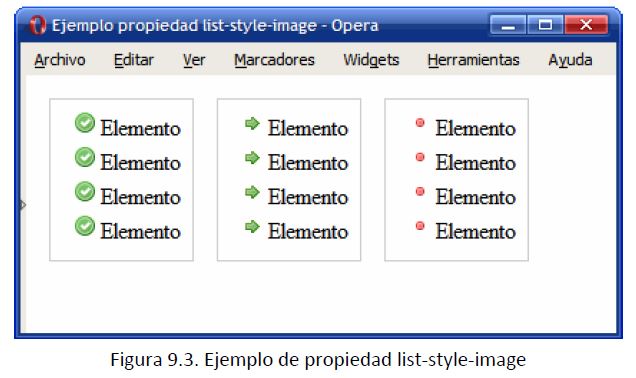 Ejemplo propiedad list-style-image - Opera
Archivo Editar Ver Marcadores Widgets Herramientas Ayuda
Elemento Elemento Elemento
Elemento Elemento Elemento
Elemento Elemento Elemento
Elemento Elemento Elemento
Figura 9.3. Ejemplo de propiedad list-style-image